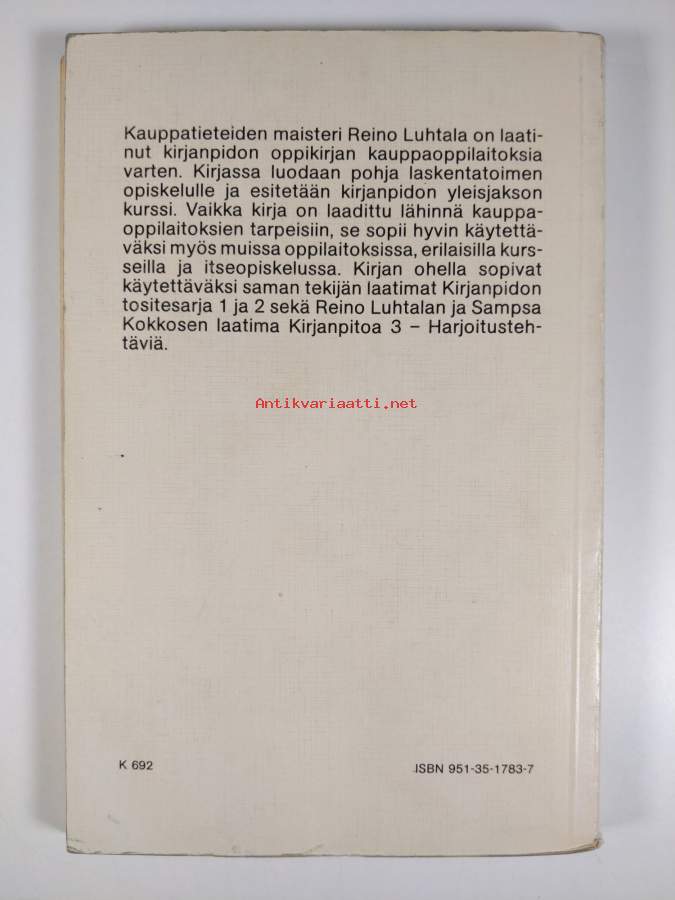 Kauppatieteiden maisteri Reino Luhtala on laati-
nut kirjanpidon oppikirjan kauppaoppilaitoksia
varten. Kirjassa luodaan pohja laskentatoimen
opiskelulle ja esitetään kirjanpidon yleisjakson
kurssi. Vaikka kirja on laadittu lähinnä kauppa-
oppilaitoksien tarpeisiin, se sopii hyvin käytettä-
väksi myös muissa oppilaitoksissa, erilaisilla kurs-
seilla ja itseopiskelussa. Kirjan ohella sopivat
käytettäväksi saman tekijän laatimat Kirjanpidon
tositesarja 1 ja 2 sekä Reino Luhtalan ja Sampsa
Kokkosen laatima Kirjanpitoa 3 – Harjoitusteh-
täviä.
Antikvariaatti.net
K 692
ISBN 951-35-1783-7